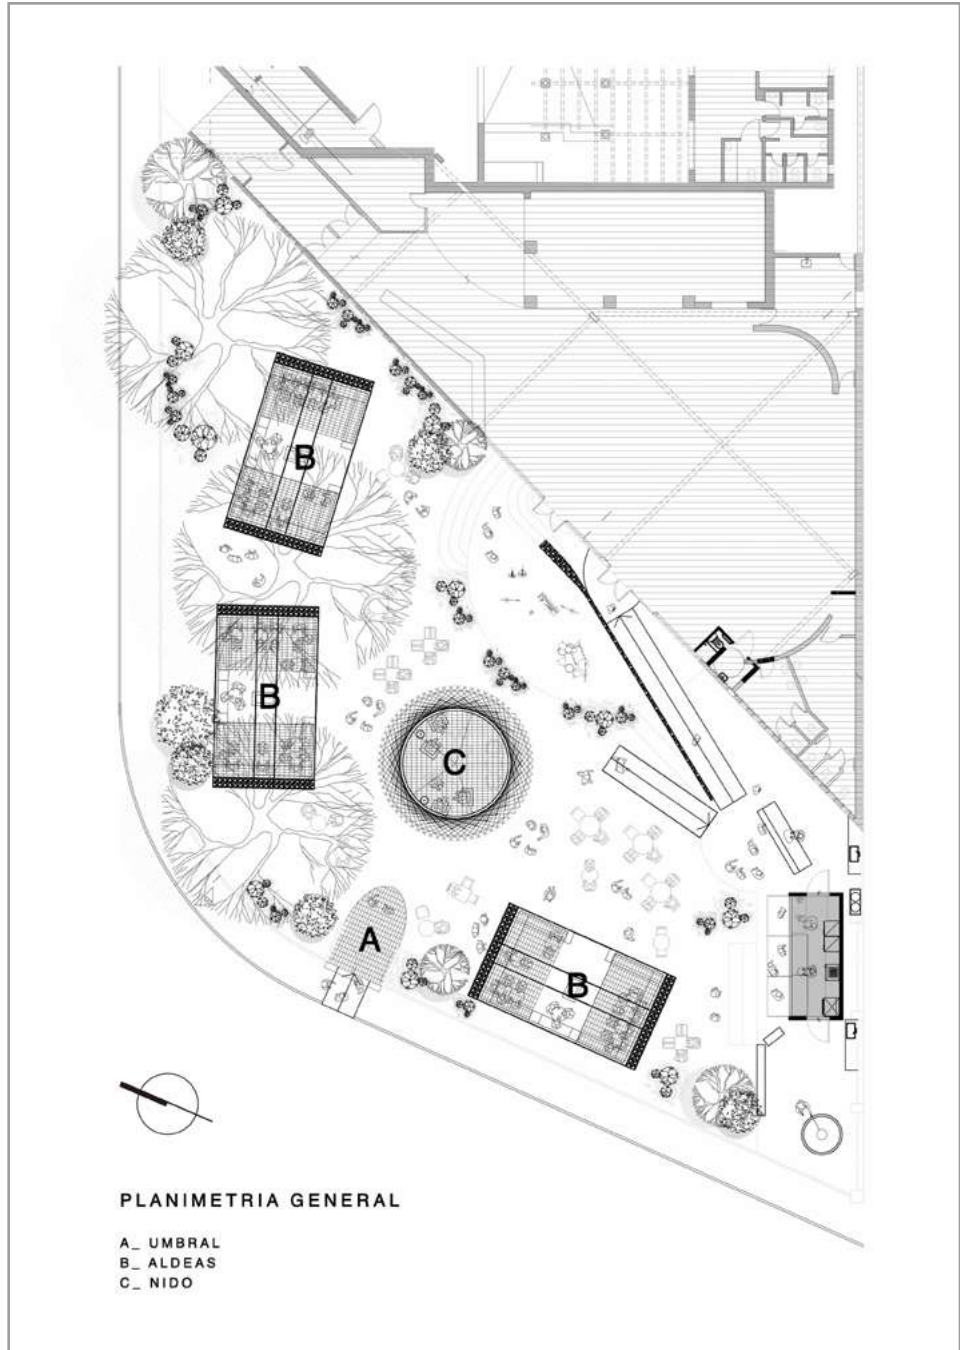 B
B
C
A
B
PLANIMETRIA GENERAL
A_ UMBRAL
B_ ALDEAS
C_ NIDO